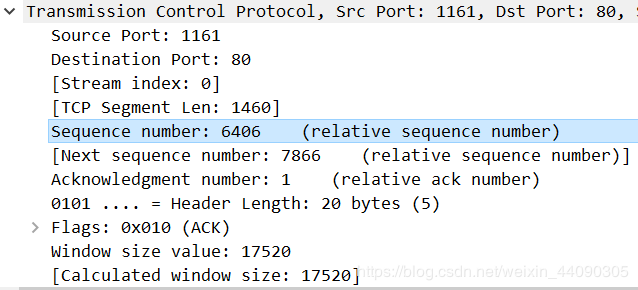 Transmission Control Protocol, Src Port: 1161, Dst Port: 80,
Source Port: 1161
Destination Port: 80
[Stream index: 0]
[TCP Segment Len: 1460]
Sequence number: 6406 (relative sequence number)
[Next sequence number: 7866 (relative sequence number)]
Acknowledgment number: 1 (relative ack number)
0101 .... = Header Length: 20 bytes (5)
Flags: 0x010 (ACK)
Window size value: 17520
[Calculated window size: 17520]
https://blog.csdn.net/weixin_44090305